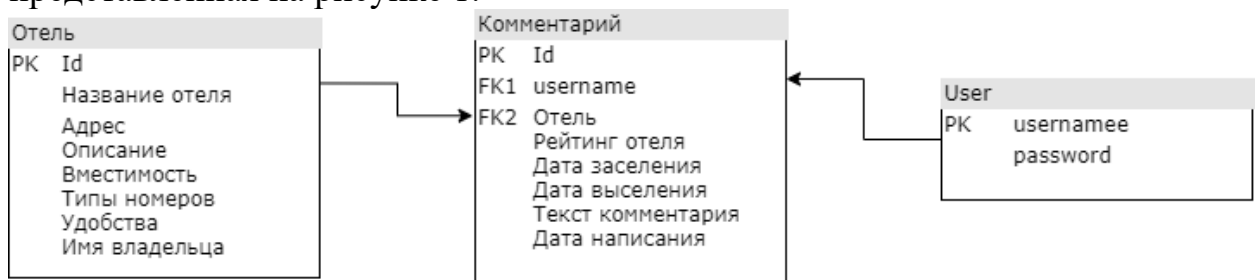 представленная на рисунке 1.
Отель
PK Id
Название отеля
Адрес
Описание
Вместимость
Типы номеров
Удобства
Имя владельца
Комментарий
PK Id
FK1 username
FK2 Отель
Рейтинг отеля
Дата заселения
Дата выселения
Текст комментария
Дата написания
User
PK usernamee
password